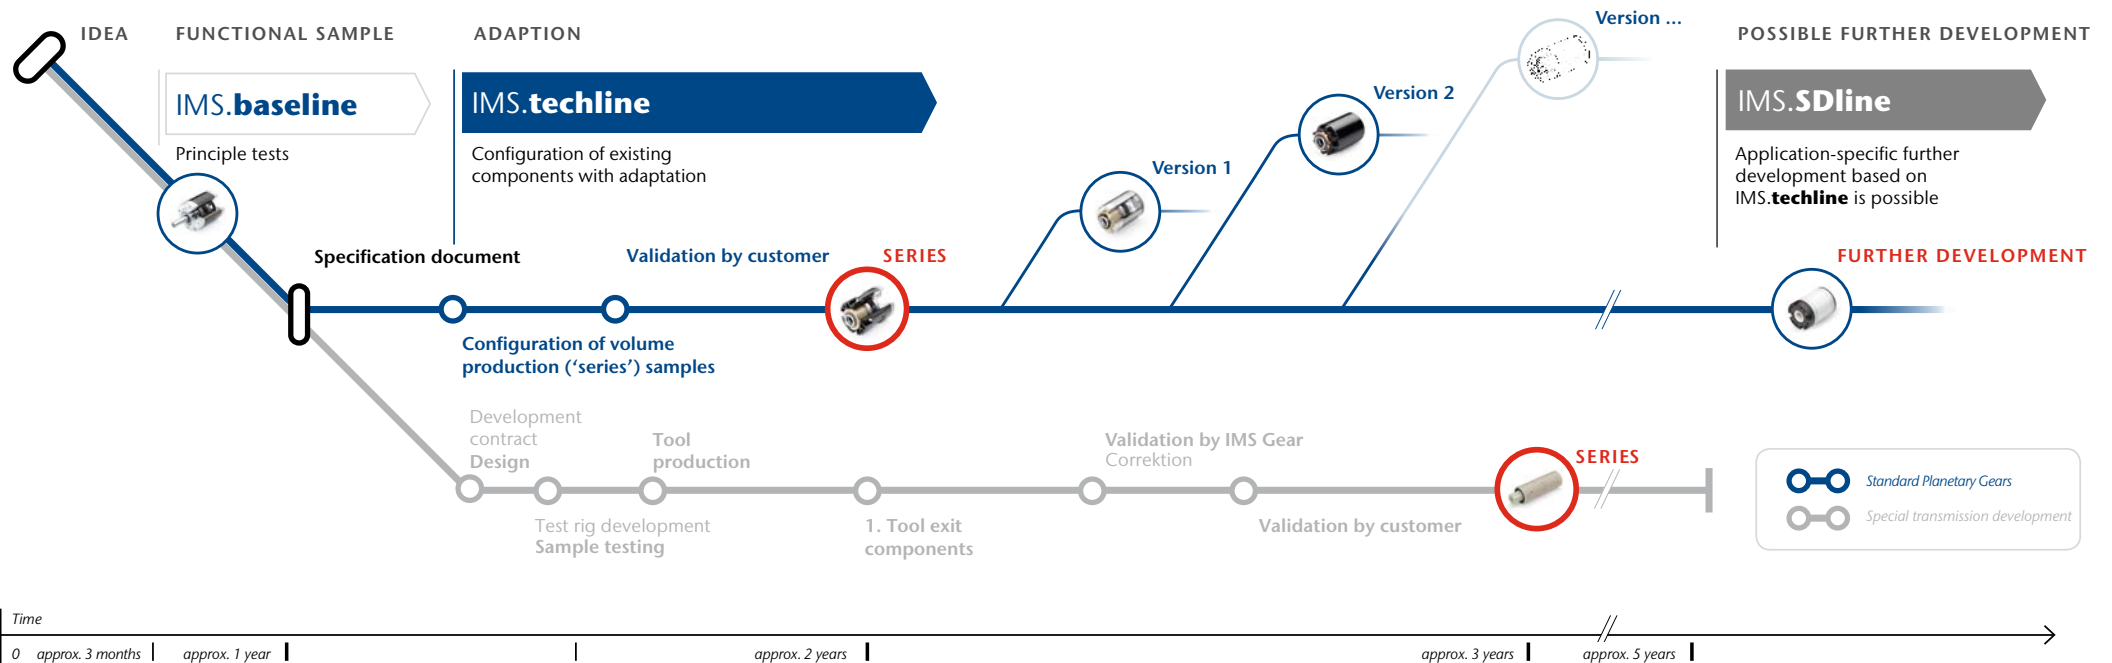 IDEA
FUNCTIONAL SAMPLE
ADAPTION
Version ...
POSSIBLE FURTHER DEVELOPMENT
IMS.baseline
IMS.techline
Version 2
IMS.SDline
Principle tests
Configuration of existing
components with adaptation
Version 1
Application-specific further
development based on
IMS.techline is possible
Specification document
Validation by customer
SERIES
FURTHER DEVELOPMENT
Configuration of volume
production (‘series’) samples
Development
contract
Design
Tool
production
Validation by IMS Gear
Correktion
SERIES
Test rig development
Sample testing
1. Tool exit
components
Validation by customer
Standard Planetary Gears
Special transmission development
Time
0 approx. 3 months approx. 1 year approx. 2 years approx. 3 years approx. 5 years